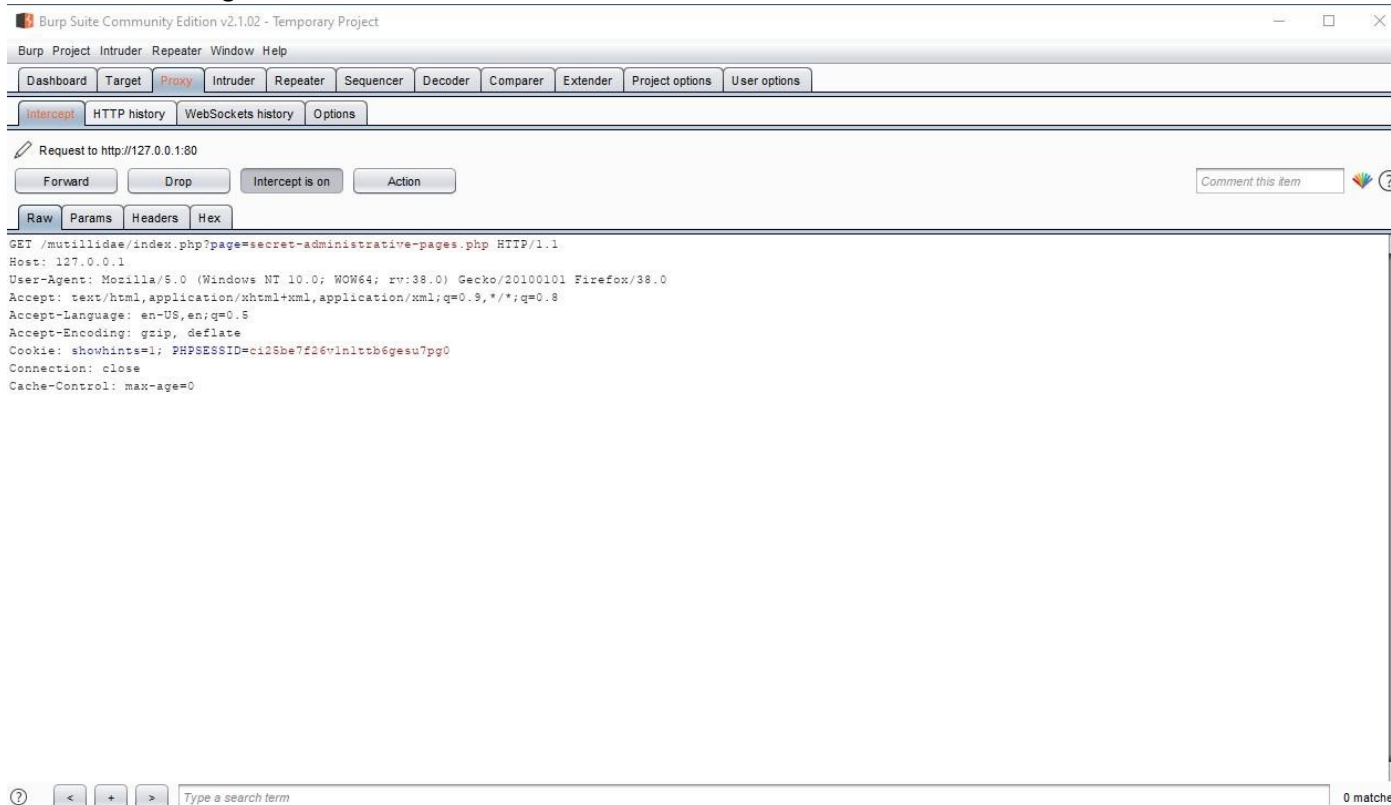 Burp Suite Community Edition v2.1.02 - Temporary Project
Burp Project Intruder Repeater Window Help
Dashboard Target Proxy Intruder Repeater Sequencer Decoder Comparer Extender Project options User options
Intercept HTTP history WebSockets history Options
Request to http://127.0.0.1:80
Forward Drop Intercept is on Action Comment this item ?
Raw Params Headers Hex
GET /mutillidae/index.php?page=secret-administrative-pages.php HTTP/1.1
Host: 127.0.0.1
User-Agent: Mozilla/5.0 (Windows NT 10.0; WOW64; rv:38.0) Gecko/20100101 Firefox/38.0
Accept: text/html,application/xhtml+xml,application/xml;q=0.9,*/*;q=0.8
Accept-Language: en-US,en;q=0.5
Accept-Encoding: gzip, deflate
Cookie: showhints=1; PHPSESSID=ci25be7f26v1n1ttb6gesu7pg0
Connection: close
Cache-Control: max-age=0
? < + > Type a search term 0 matche